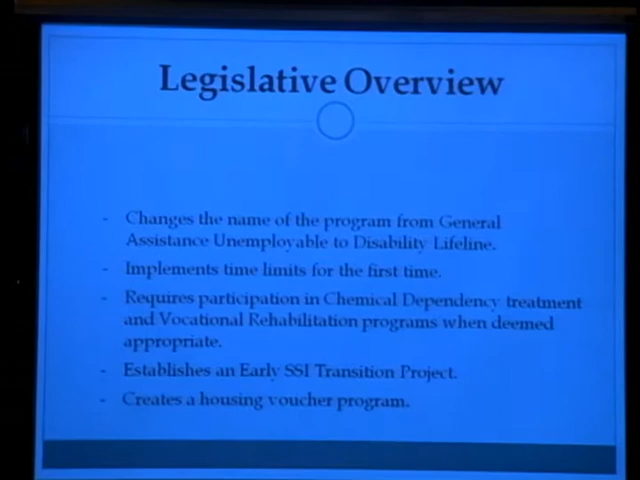 Legislative Overview
- Changes the name of the program from General
Assistance Unemployable to Disability Lifeline.
- Implements time limits for the first time.
- Requires participation in Chemical Dependency treatment
and Vocational Rehabilitation programs when deemed
appropriate.
- Establishes an Early SSI Transition Project.
- Creates a housing voucher program.